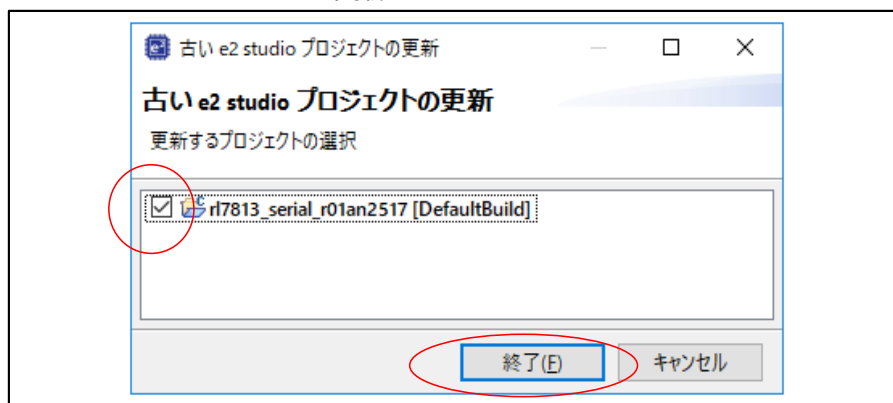 古い e2 studio プロジェクトの更新
古い e2 studio プロジェクトの更新
更新するプロジェクトの選択
rl7813_serial_r01an2517 [DefaultBuild]
終了(F) キャンセル